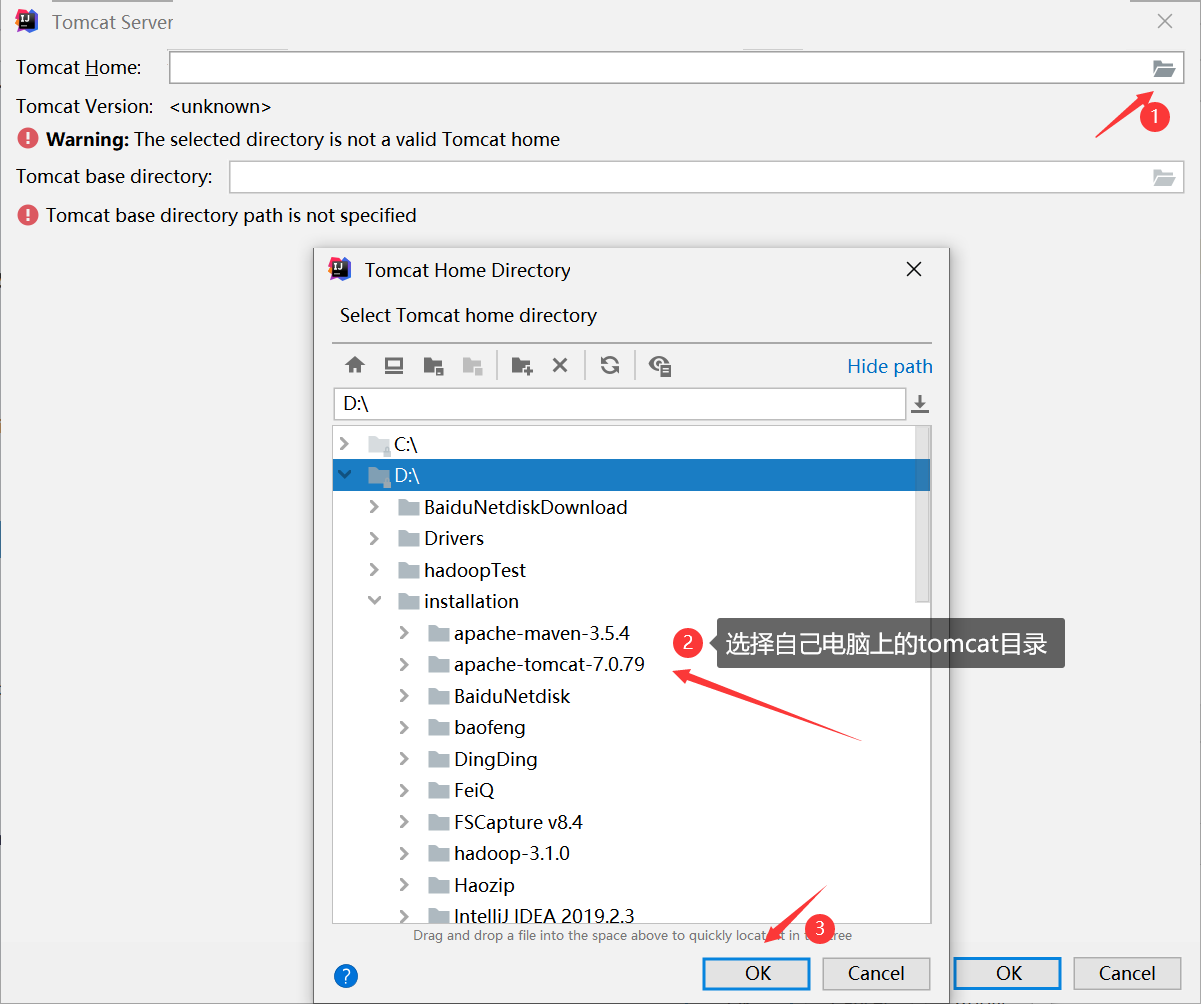 Tomcat Server
Tomcat Home:
1
Tomcat Version: <unknown>
Warning: The selected directory is not a valid Tomcat home
Tomcat base directory:
Tomcat base directory path is not specified
Tomcat Home Directory
Select Tomcat home directory
Hide path
D:\
C:\
D:\
BaiduNetdiskDownload
Drivers
hadoopTest
installation
apache-maven-3.5.4
2 选择自己电脑上的tomcat目录
apache-tomcat-7.0.79
BaiduNetdisk
baofeng
DingDing
FeiQ
FSCapture v8.4
hadoop-3.1.0
Haozip
IntelliJ IDEA 2019.2.3
3
Drag and drop a file into the space above to quickly locate it in the tree
OK Cancel
OK Cancel